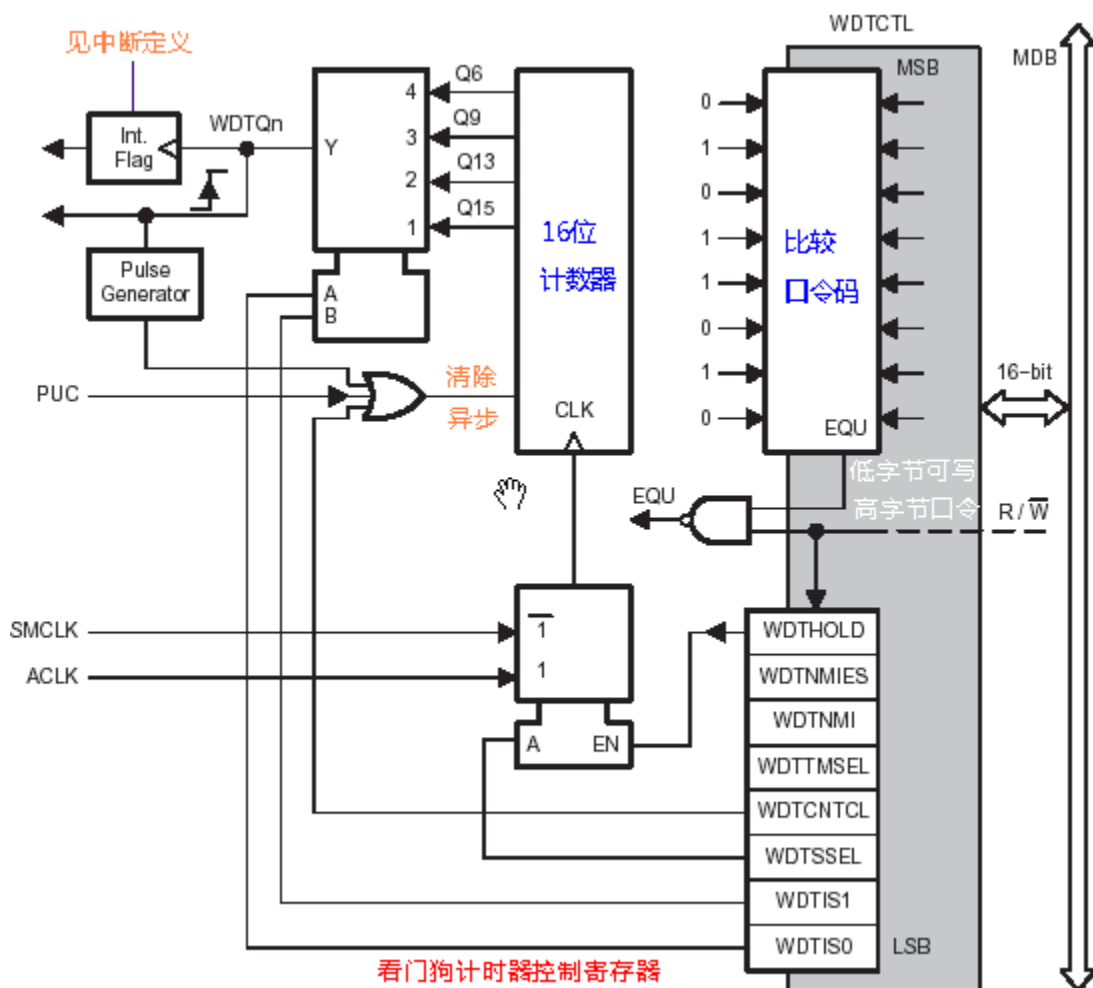 WDTCTL
见中断定义
MSB
MDB
Int.
Flag
WDTQn
Y
4
3
2
1
Q6
Q9
Q13
Q15
16位
计数器
CLK
0
1
0
1
1
0
1
0
比较
口令码
EQU
16-bit
Pulse
Generator
A
B
PUC
清除
异步
低字节可写
高字节口令
EQU
R / W̅
SMCLK
ACLK
1̅
1
A
EN
WDTHOLD
WDTNMIES
WDTNMI
WDTTMSEL
WDTCNTCL
WDTSSEL
WDTIS1
WDTIS0
LSB
看门狗计时器控制寄存器